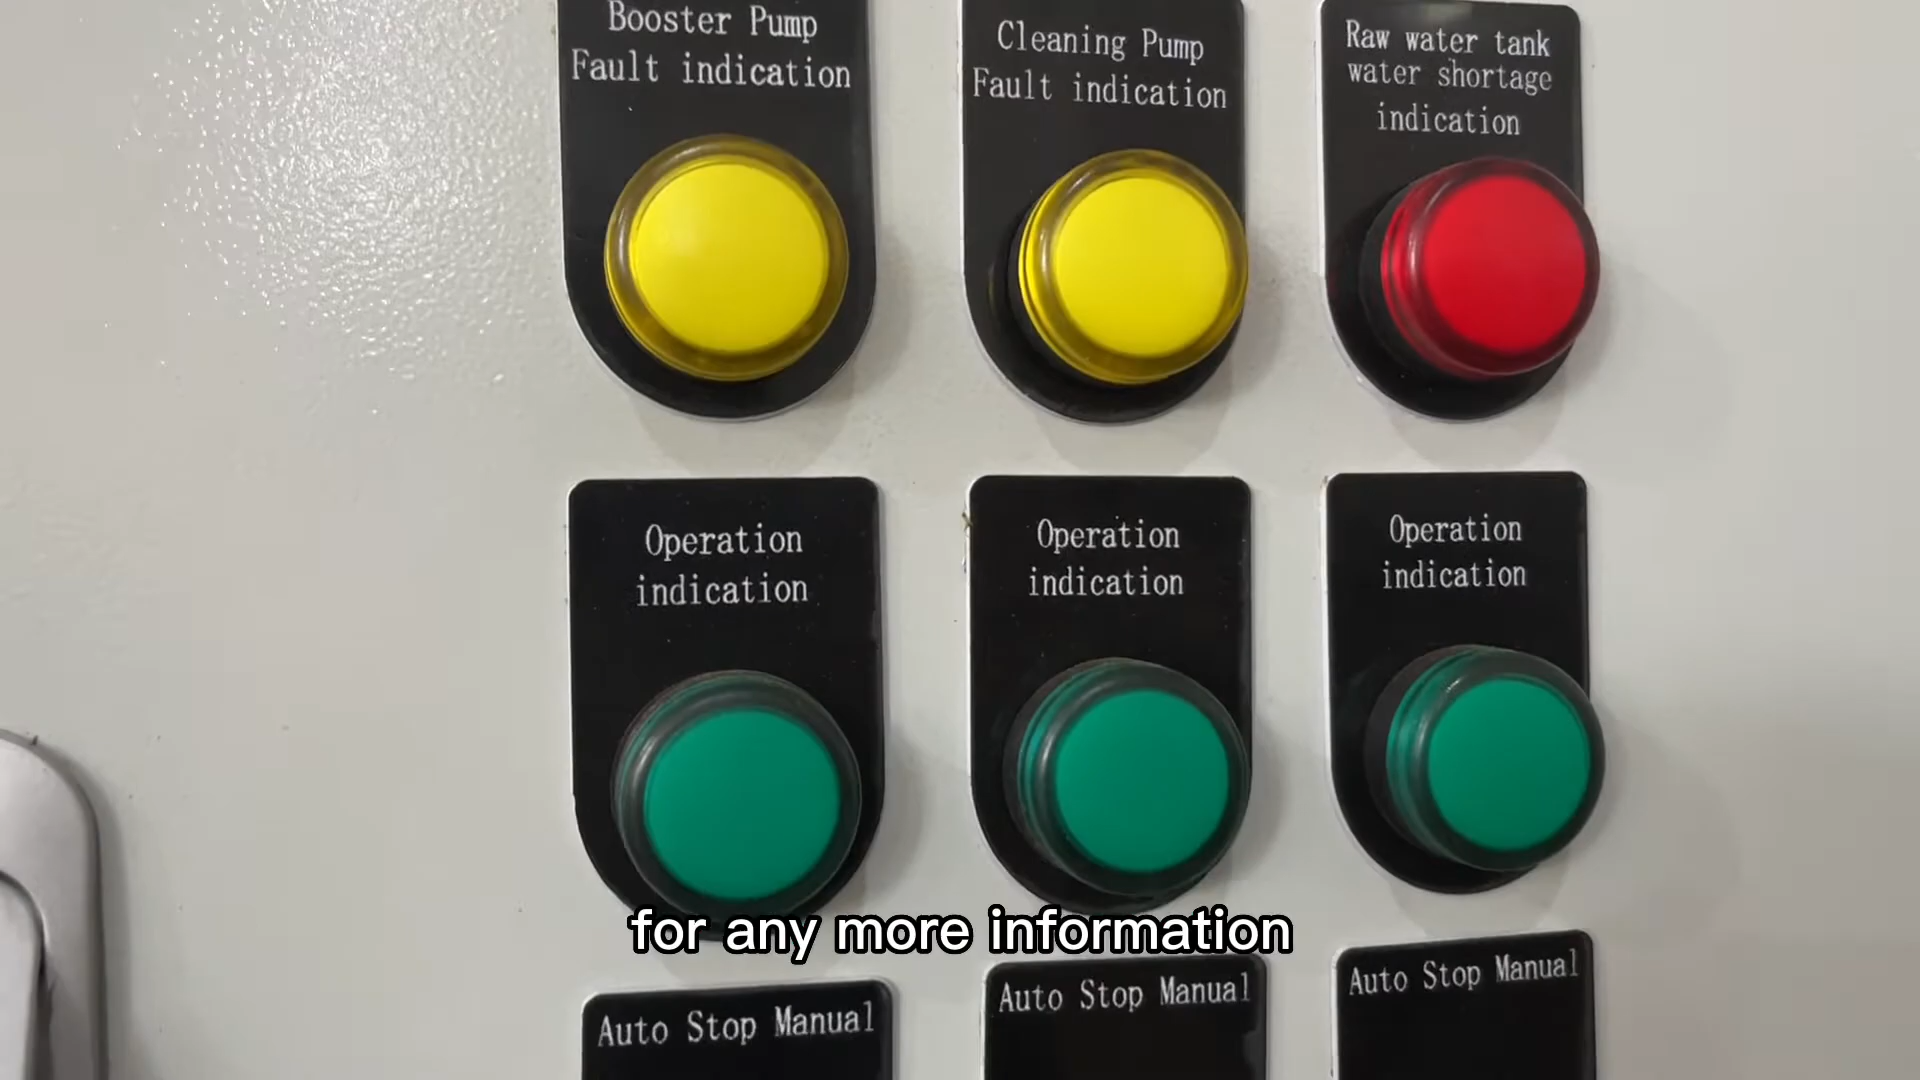 Booster Pump
Fault indication
Cleaning Pump
Fault indication
Raw water tank
water shortage
indication
Operation
indication
Operation
indication
Operation
indication
for any more information
Auto Stop Manual
Auto Stop Manual
Auto Stop Manual